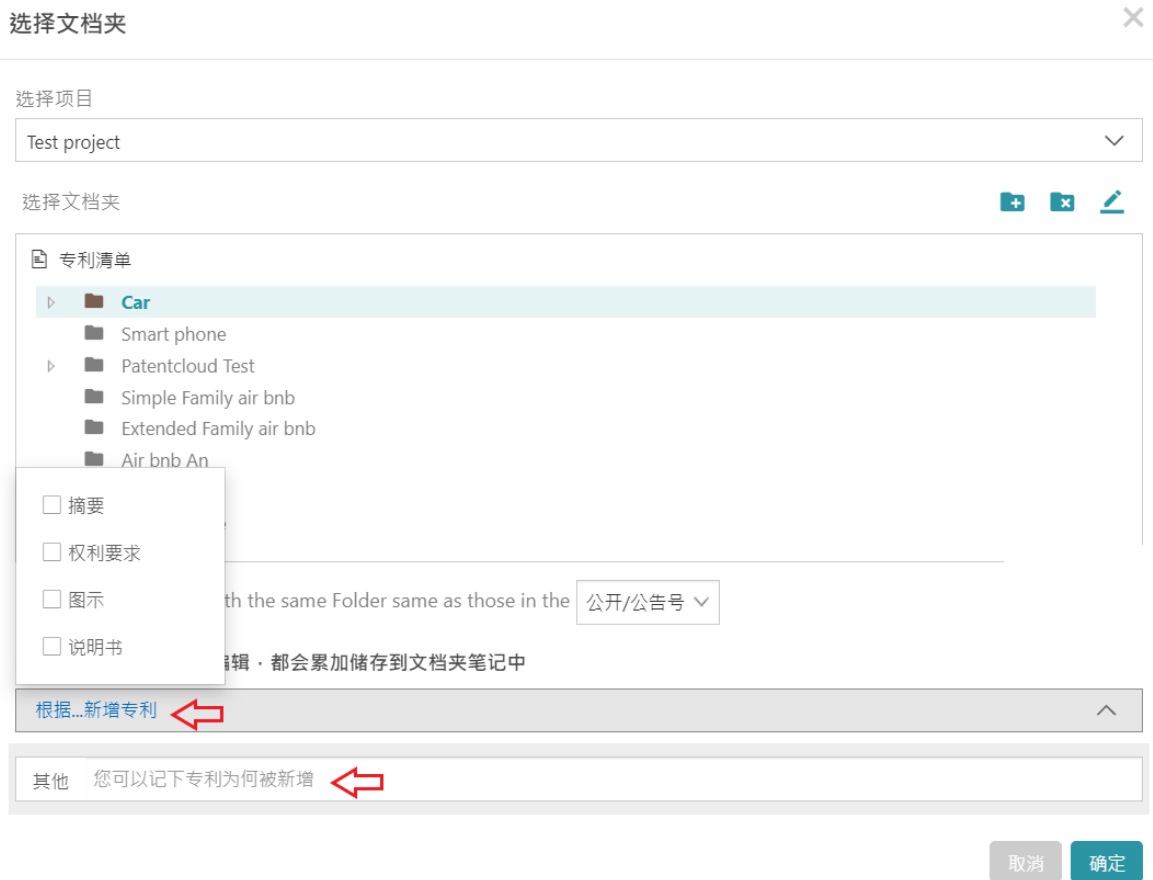 选择文档夹
选择项目
Test project
选择文档夹
专利清单
Car
Smart phone
Patentcloud Test
Simple Family air bnb
Extended Family air bnb
Air bnb An
摘要
权利要求
图示
说明书
the same Folder same as those in the 公开/公告号
都会累加储存到文档夹笔记中
根据...新增专利
其他 您可以记下专利为何被新增
取消 确定